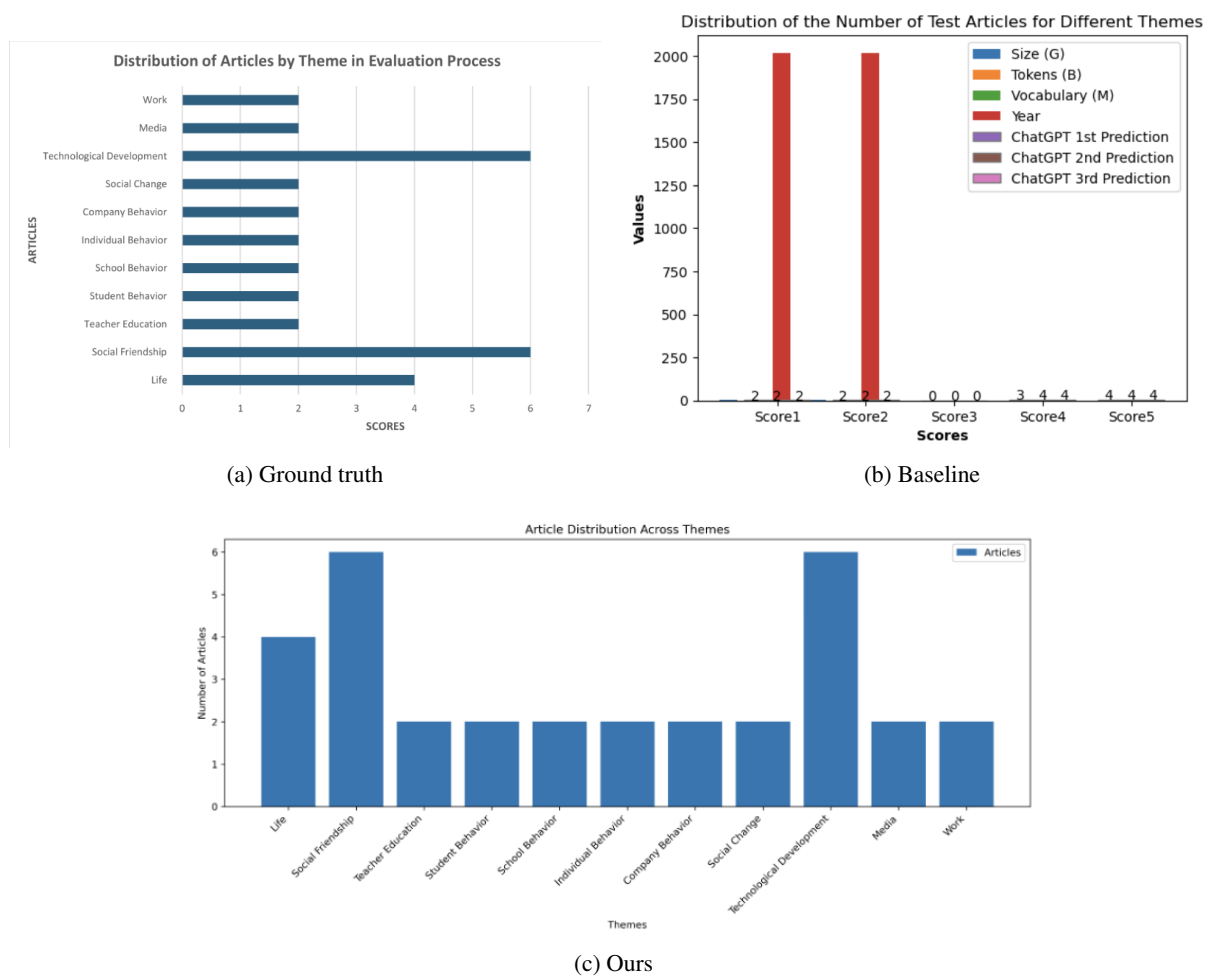 Distribution of Articles by Theme in Evaluation Process
Work
Media
Technological Development
Social Change
Company Behavior
Individual Behavior
School Behavior
Student Behavior
Teacher Education
Social Friendship
Life
ARTICLES
0 1 2 3 4 5 6 7
SCORES
(a) Ground truth
Distribution of the Number of Test Articles for Different Themes
Size (G)
Tokens (B)
Vocabulary (M)
Year
ChatGPT 1st Prediction
ChatGPT 2nd Prediction
ChatGPT 3rd Prediction
2000
1750
1500
1250
1000
750
500
250
0
Values
2 2 2 2 2 2 0 0 0 3 4 4 4 4 4
Score1 Score2 Score3 Score4 Score5
Scores
(b) Baseline
Article Distribution Across Themes
Articles
6
5
4
3
2
1
0
Number of Articles
Life
Social Friendship
Teacher Education
Student Behavior
School Behavior
Individual Behavior
Company Behavior
Social Change
Technological Development
Media
Work
Themes
(c) Ours